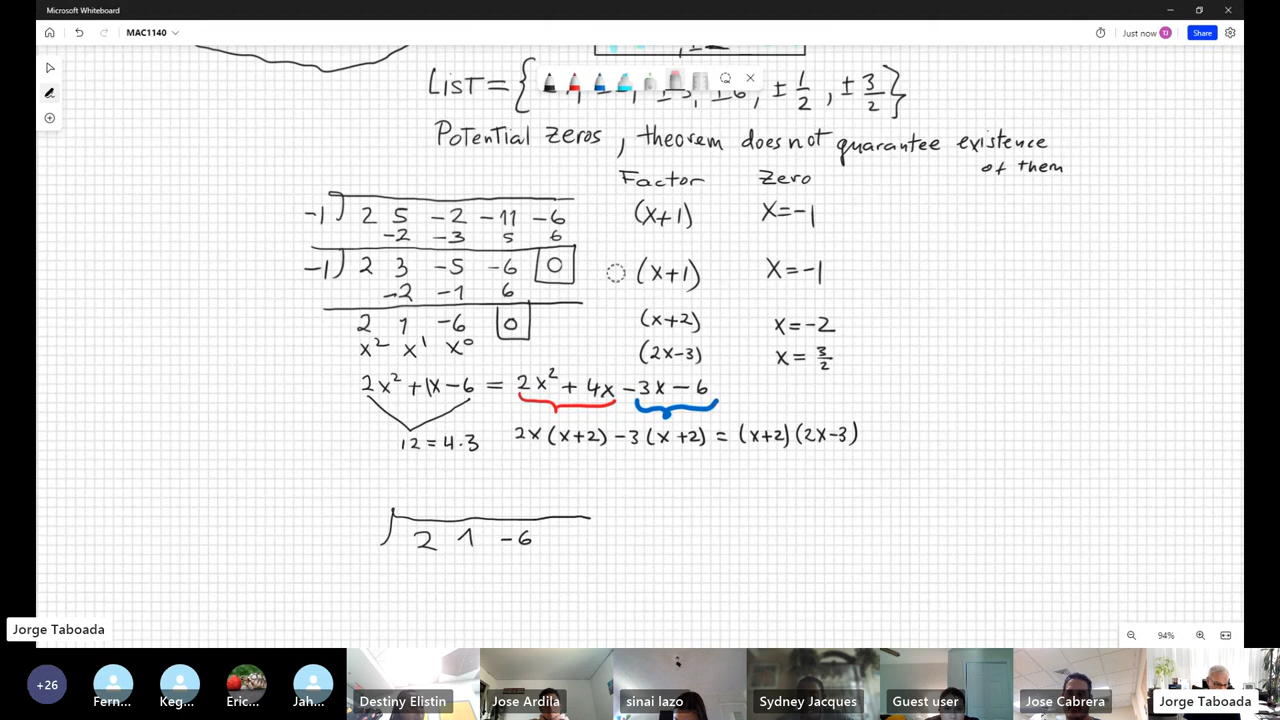 Microsoft Whiteboard
MAC1140
Just now TJ Share
LIST = { , ± 1/2 , ± 3/2 }
Potential zeros, theorem does not guarantee existence
of them
Factor Zero
-1 ) 2 5 -2 -11 -6 (x+1) x=-1
-2 -3 5 6
-1 ) 2 3 -5 -6 0 (x+1) x=-1
-2 -1 6
2 1 -6 0 (x+2) x=-2
x² x¹ x⁰ (2x-3) x= 3/2
2x² + 1x - 6 = 2x² + 4x - 3x - 6
12 = 4·3 2x(x+2) - 3(x+2) = (x+2)(2x-3)
2 1 -6
Jorge Taboada
94%
+26 Fern... Keg... Eric... Jah... Destiny Elistin Jose Ardila sinai lazo Sydney Jacques Guest user Jose Cabrera Jorge Taboada